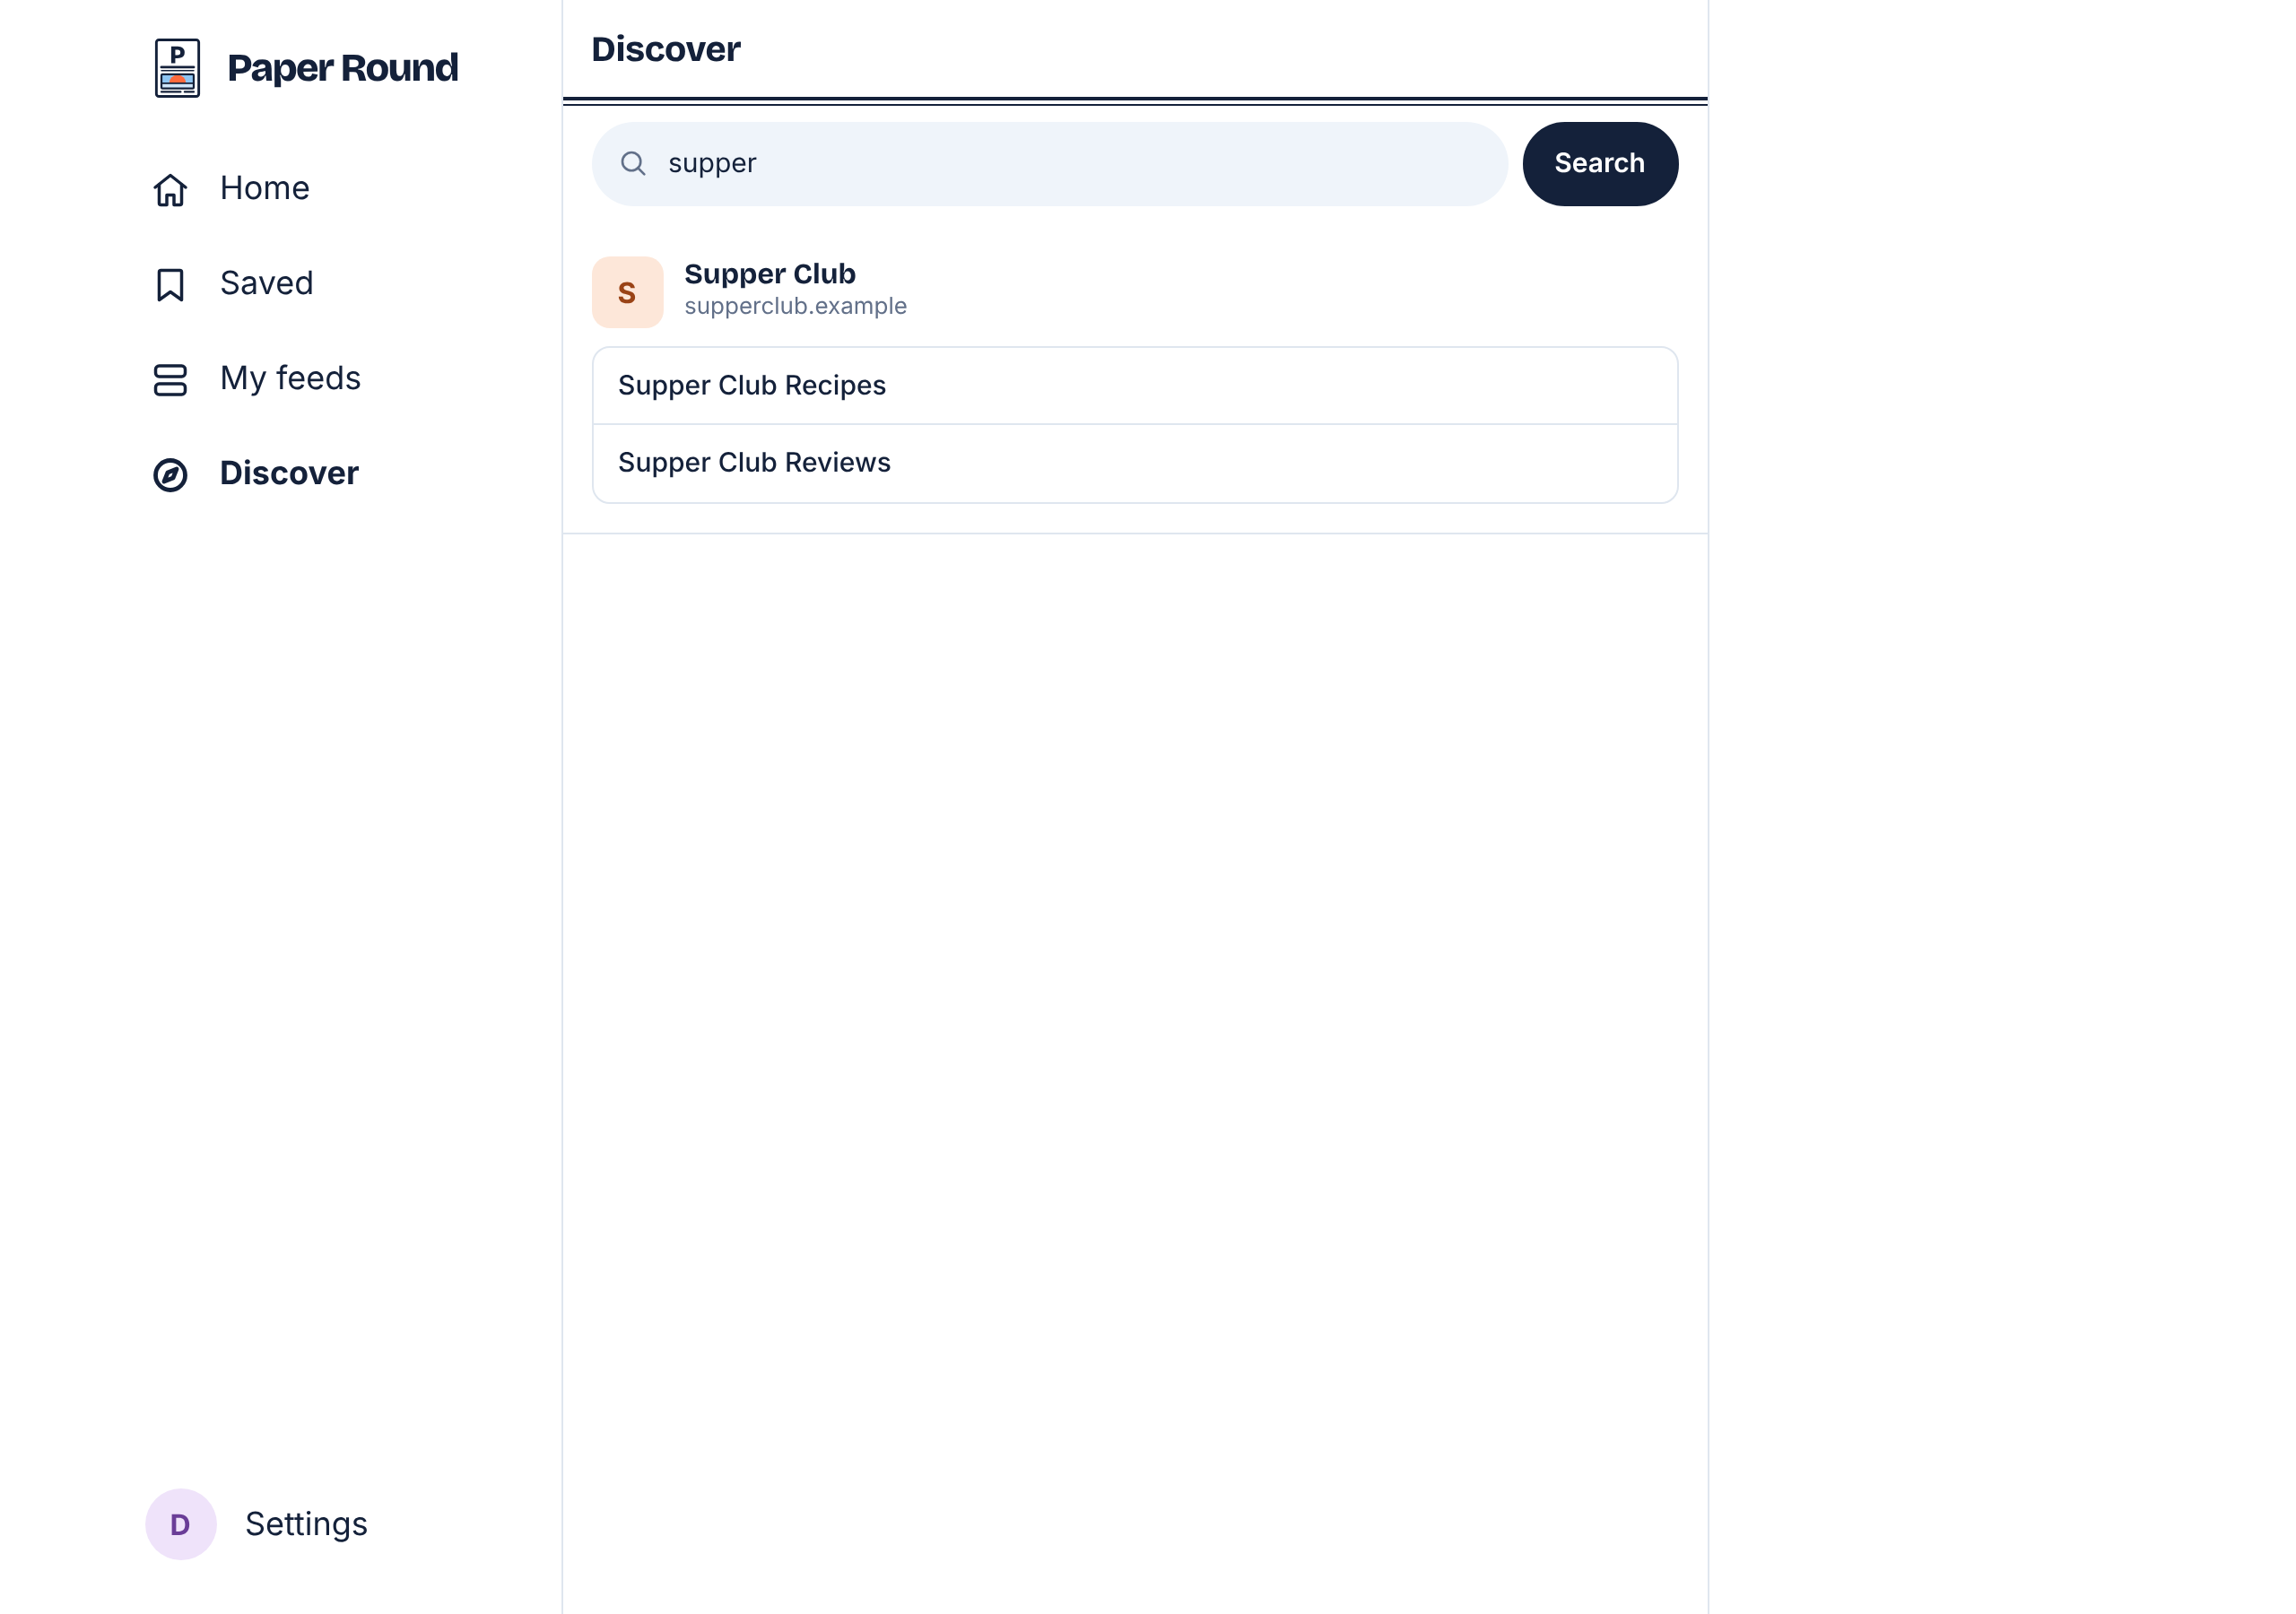 P
Paper Round
Home
Saved
My feeds
Discover
D
Settings
Discover
supper
Search
S
Supper Club
supperclub.example
Supper Club Recipes
Supper Club Reviews